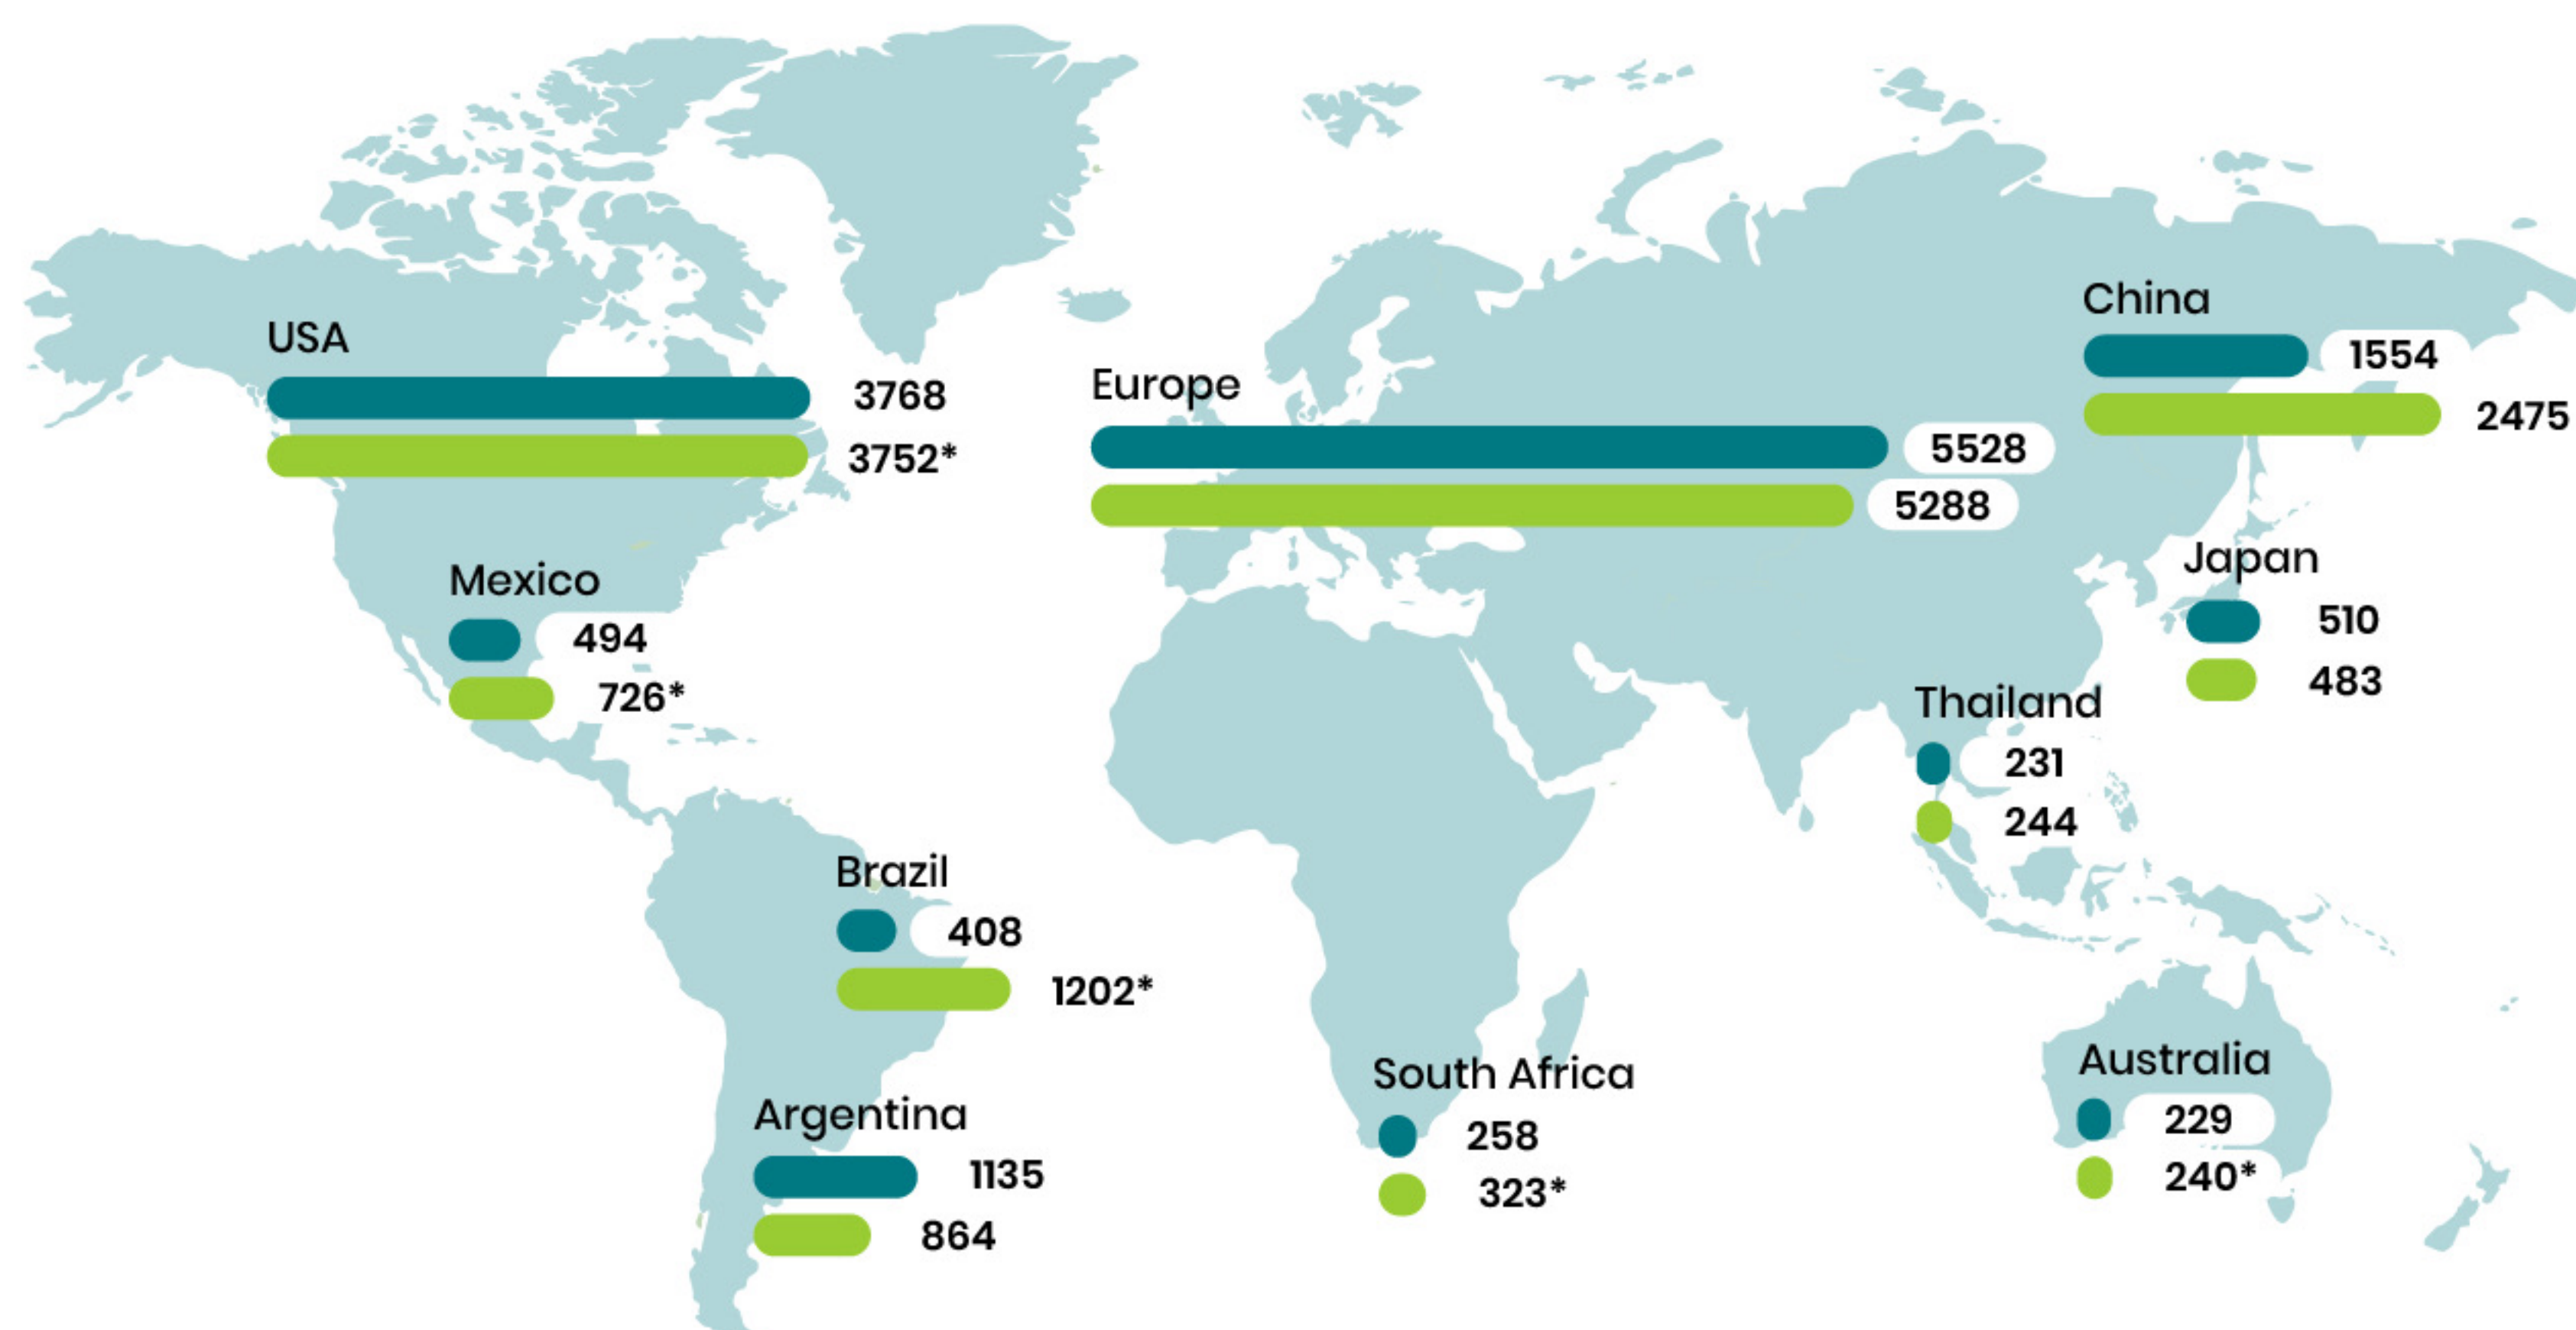 USA
3768
3752*
Mexico
494
726*
Brazil
408
1202*
Argentina
1135
864
Europe
5528
5288
South Africa
258
323*
China
1554
2475
Japan
510
483
Thailand
231
244
Australia
229
240*